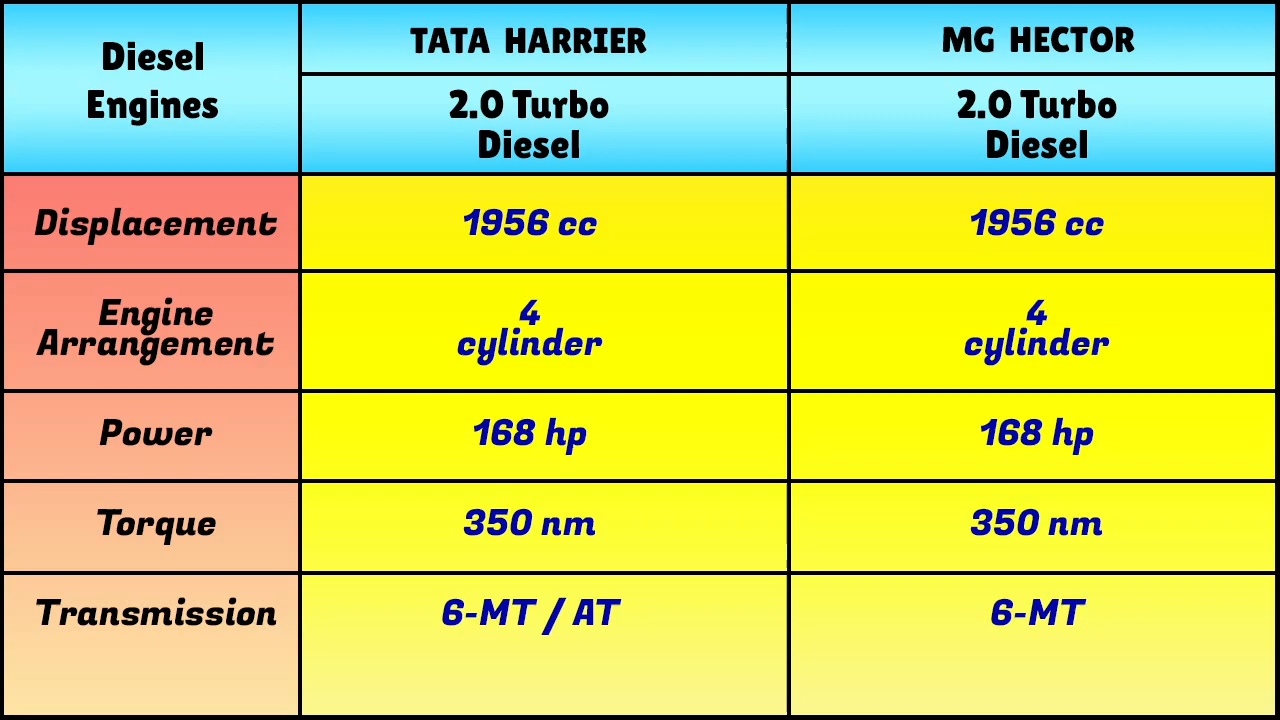 Diesel
Engines
TATA HARRIER
MG HECTOR
2.0 Turbo
Diesel
2.0 Turbo
Diesel
Displacement
1956 cc
1956 cc
Engine
Arrangement
4
cylinder
4
cylinder
Power
168 hp
168 hp
Torque
350 nm
350 nm
Transmission
6-MT / AT
6-MT